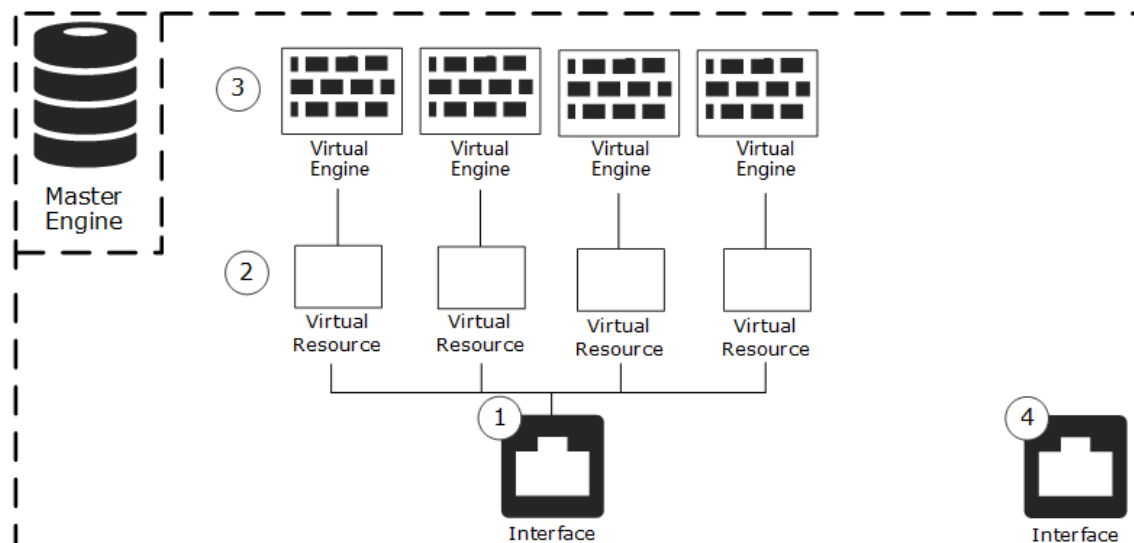 Master
Engine
3
Virtual
Engine
Virtual
Engine
Virtual
Engine
Virtual
Engine
2
Virtual
Resource
Virtual
Resource
Virtual
Resource
Virtual
Resource
1
Interface
4
Interface